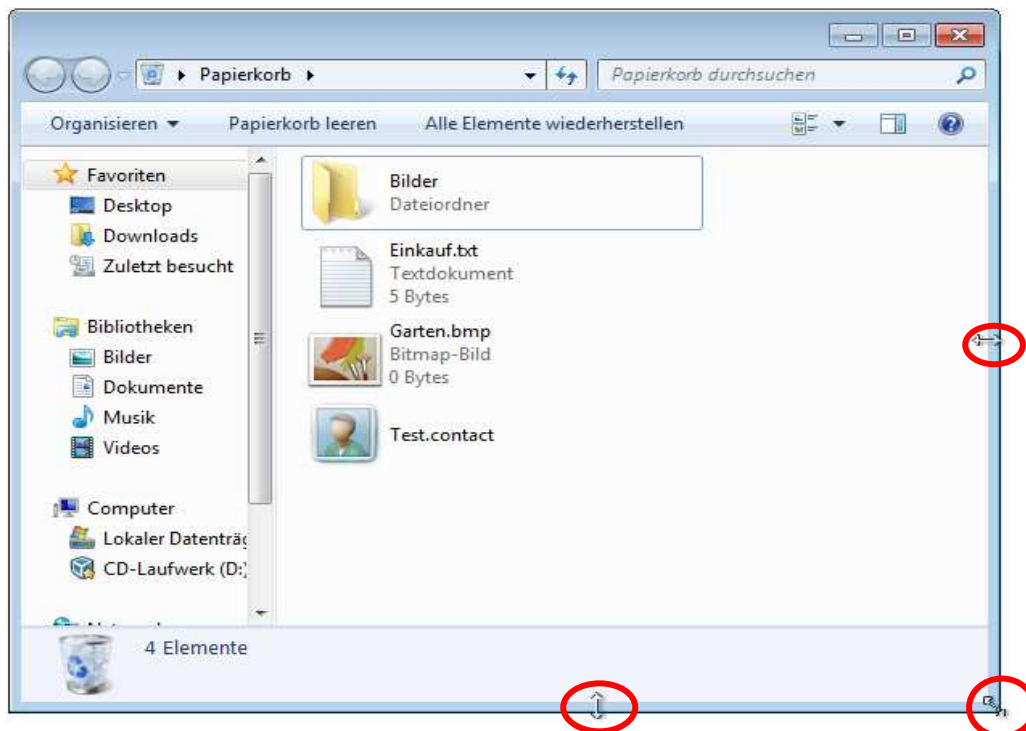 Papierkorb
Papierkorb durchsuchen
Organisieren
Papierkorb leeren
Alle Elemente wiederherstellen
Favoriten
Desktop
Downloads
Zuletzt besucht
Bibliotheken
Bilder
Dokumente
Musik
Videos
Computer
Lokaler Datenträg
CD-Laufwerk (D:)
Bilder
Dateiordner
Einkauf.txt
Textdokument
5 Bytes
Garten.bmp
Bitmap-Bild
0 Bytes
Test.contact
4 Elemente